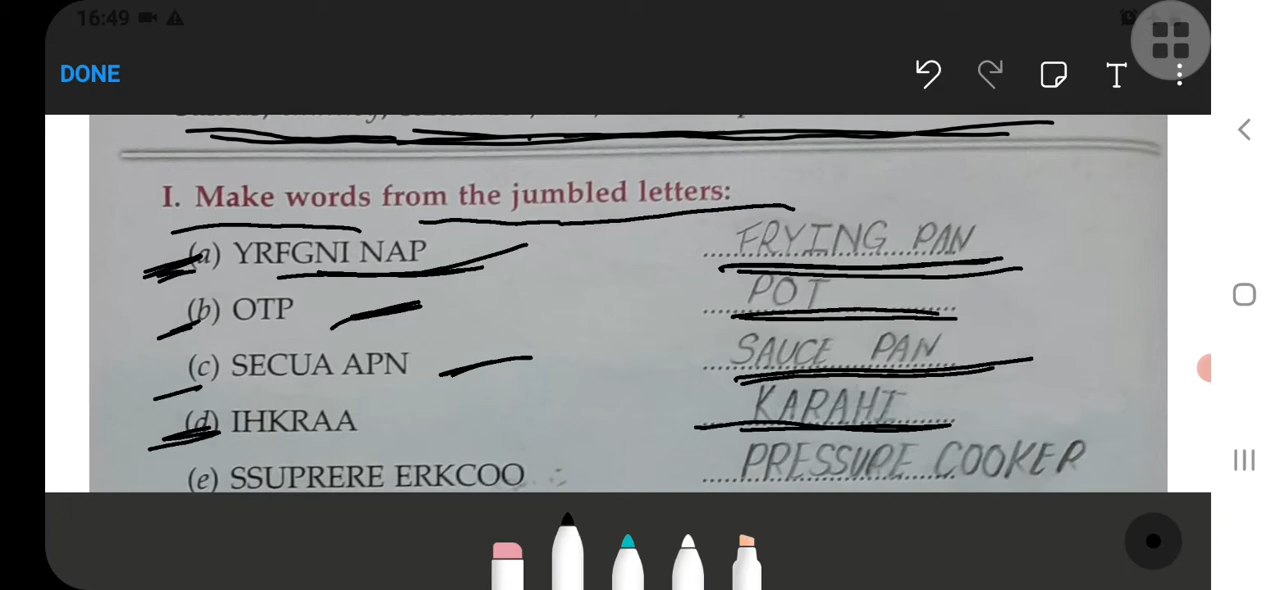 16:49
DONE
T
I. Make words from the jumbled letters:
(a) YRFGNI NAP FRYING PAN
(b) OTP POT
(c) SECUA APN SAUCE PAN
(d) IHKRAA KARAHI
(e) SSUPRERE ERKCOO PRESSURE COOKER